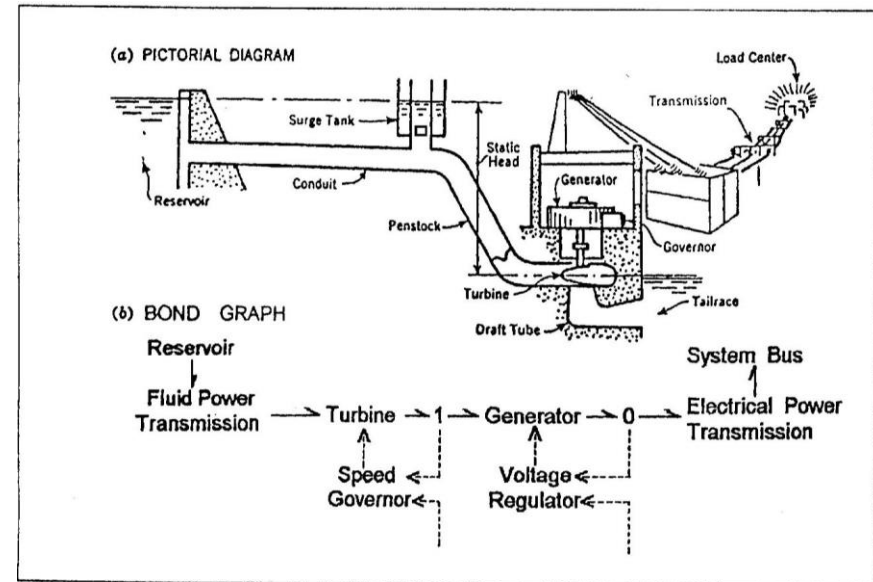 (a) PICTORIAL DIAGRAM
Load Center
Transmission
Surge Tank
Static
Head
Generator
Conduit
Reservoir
Penstock
Governor
Turbine
Tailrace
Draft Tube
(b) BOND GRAPH
Reservoir
System Bus
Fluid Power
Transmission
Turbine
1
Generator
0
Electrical Power
Transmission
Speed
Governor
Voltage
Regulator